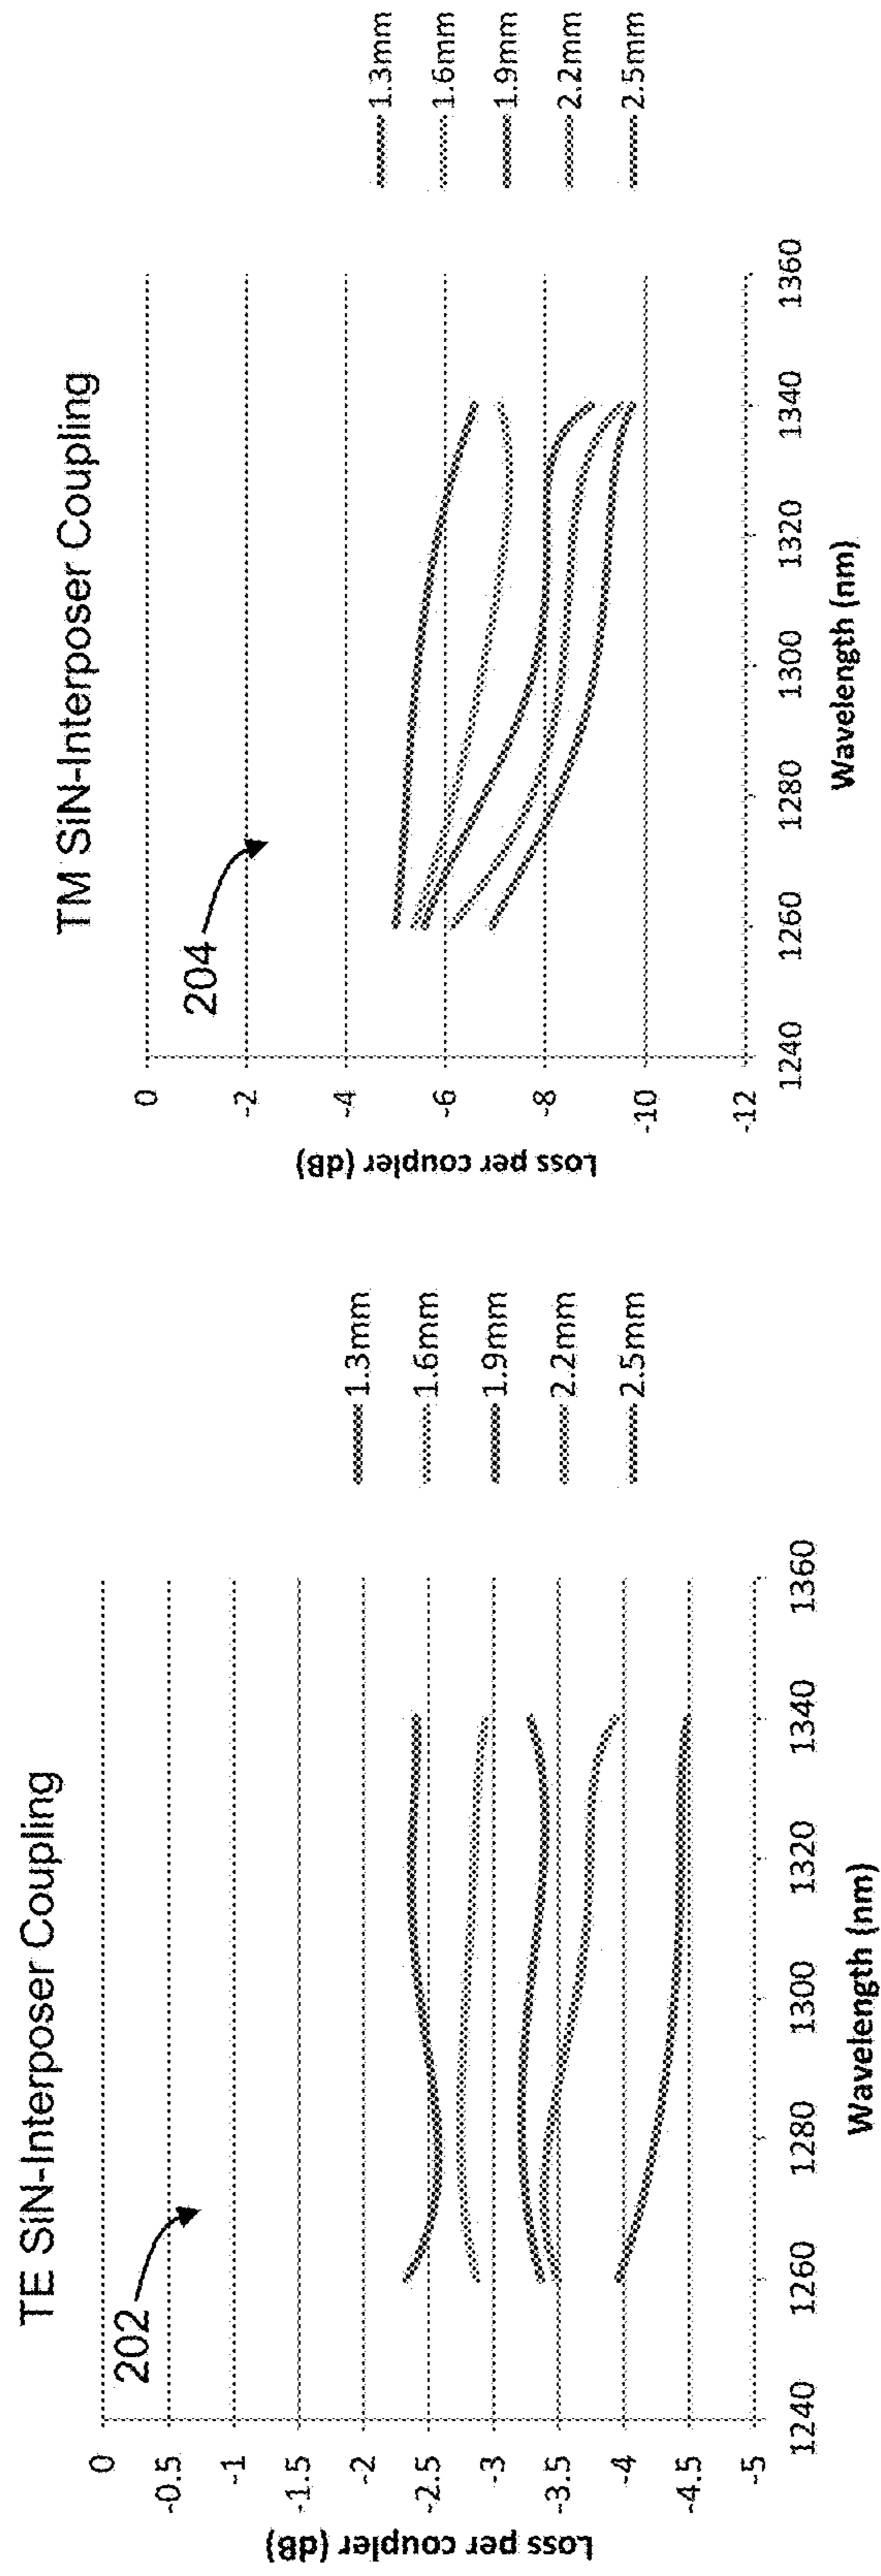 TE SiN-Interposer Coupling
202
0
-0.5
-1
-1.5
-2
-2.5
-3
-3.5
-4
-4.5
-5
Loss per coupler (dB)
1240 1260 1280 1300 1320 1340 1360
Wavelength (nm)
1.3mm
1.6mm
1.9mm
2.2mm
2.5mm
TM SiN-Interposer Coupling
204
0
-2
-4
-6
-8
-10
-12
Loss per coupler (dB)
1240 1260 1280 1300 1320 1340 1360
Wavelength (nm)
1.3mm
1.6mm
1.9mm
2.2mm
2.5mm